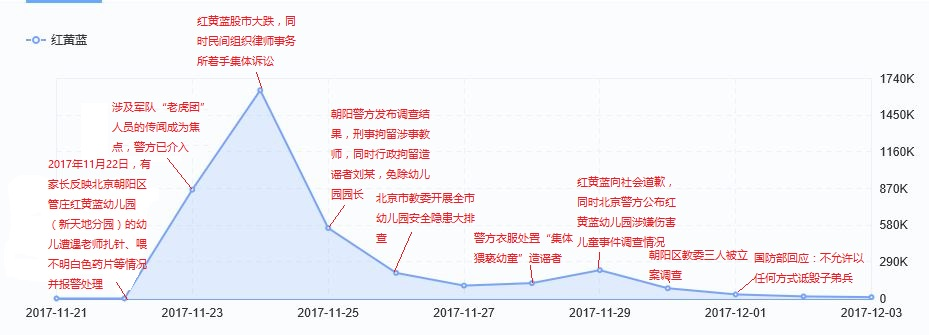 红黄蓝
红黄蓝股市大跌，同
时民间组织律师事务
所着手集体诉讼
涉及军队“老虎团”
人员的传闻成为焦
点，警方已介入
2017年11月22日，有
家长反映北京朝阳区
管庄红黄蓝幼儿园
（新天地分园）的幼
儿遭遇老师扎针、喂
不明白色药片等情况
并报警处理
朝阳警方发布调查结
果，刑事拘留涉事教
师，同时行政拘留造
谣者刘某，免除幼儿
园园长
北京市教委开展全市
幼儿园安全隐患大排
查
警方衣服处置“集体
猥亵幼童”造谣者
红黄蓝向社会道歉，
同时北京警方公布红
黄蓝幼儿园涉嫌伤害
儿童事件调查情况
朝阳区教委三人被立
案调查
国防部回应：不允许以
任何方式诋毁子弟兵
1740K
1450K
1160K
870K
580K
290K
0
2017-11-21
2017-11-23
2017-11-25
2017-11-27
2017-11-29
2017-12-01
2017-12-03